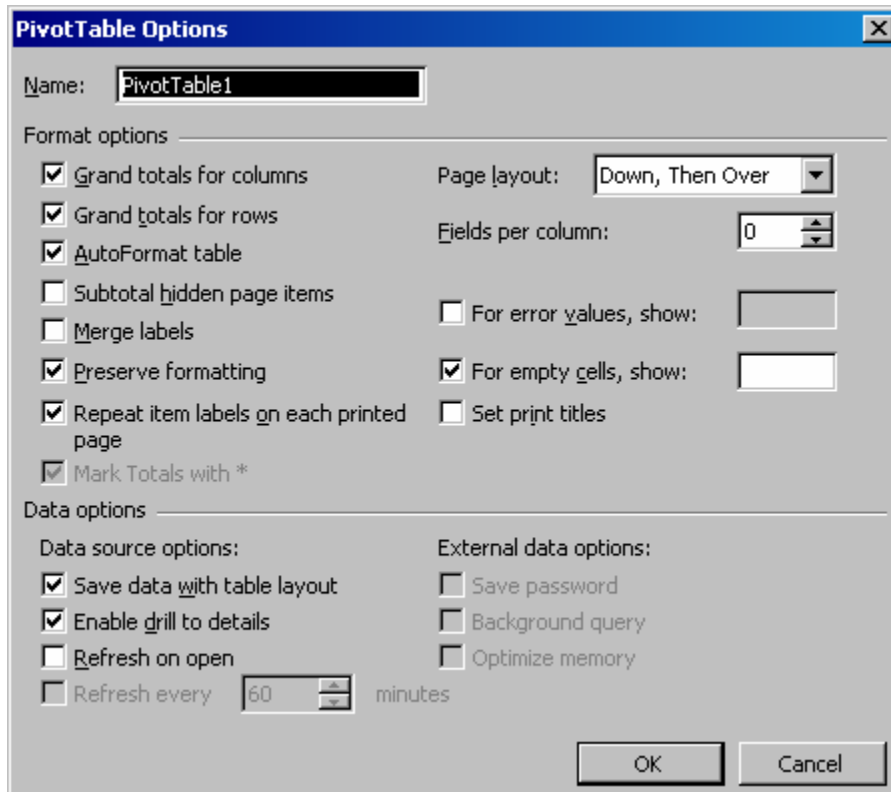 PivotTable Options
Name: PivotTable1
Format options
Grand totals for columns
Page layout: Down, Then Over
Grand totals for rows
Fields per column: 0
AutoFormat table
Subtotal hidden page items
For error values, show:
Merge labels
Preserve formatting
For empty cells, show:
Repeat item labels on each printed
page
Set print titles
Mark Totals with *
Data options
Data source options:
External data options:
Save data with table layout
Save password
Enable drill to details
Background query
Refresh on open
Optimize memory
Refresh every 60 minutes
OK Cancel